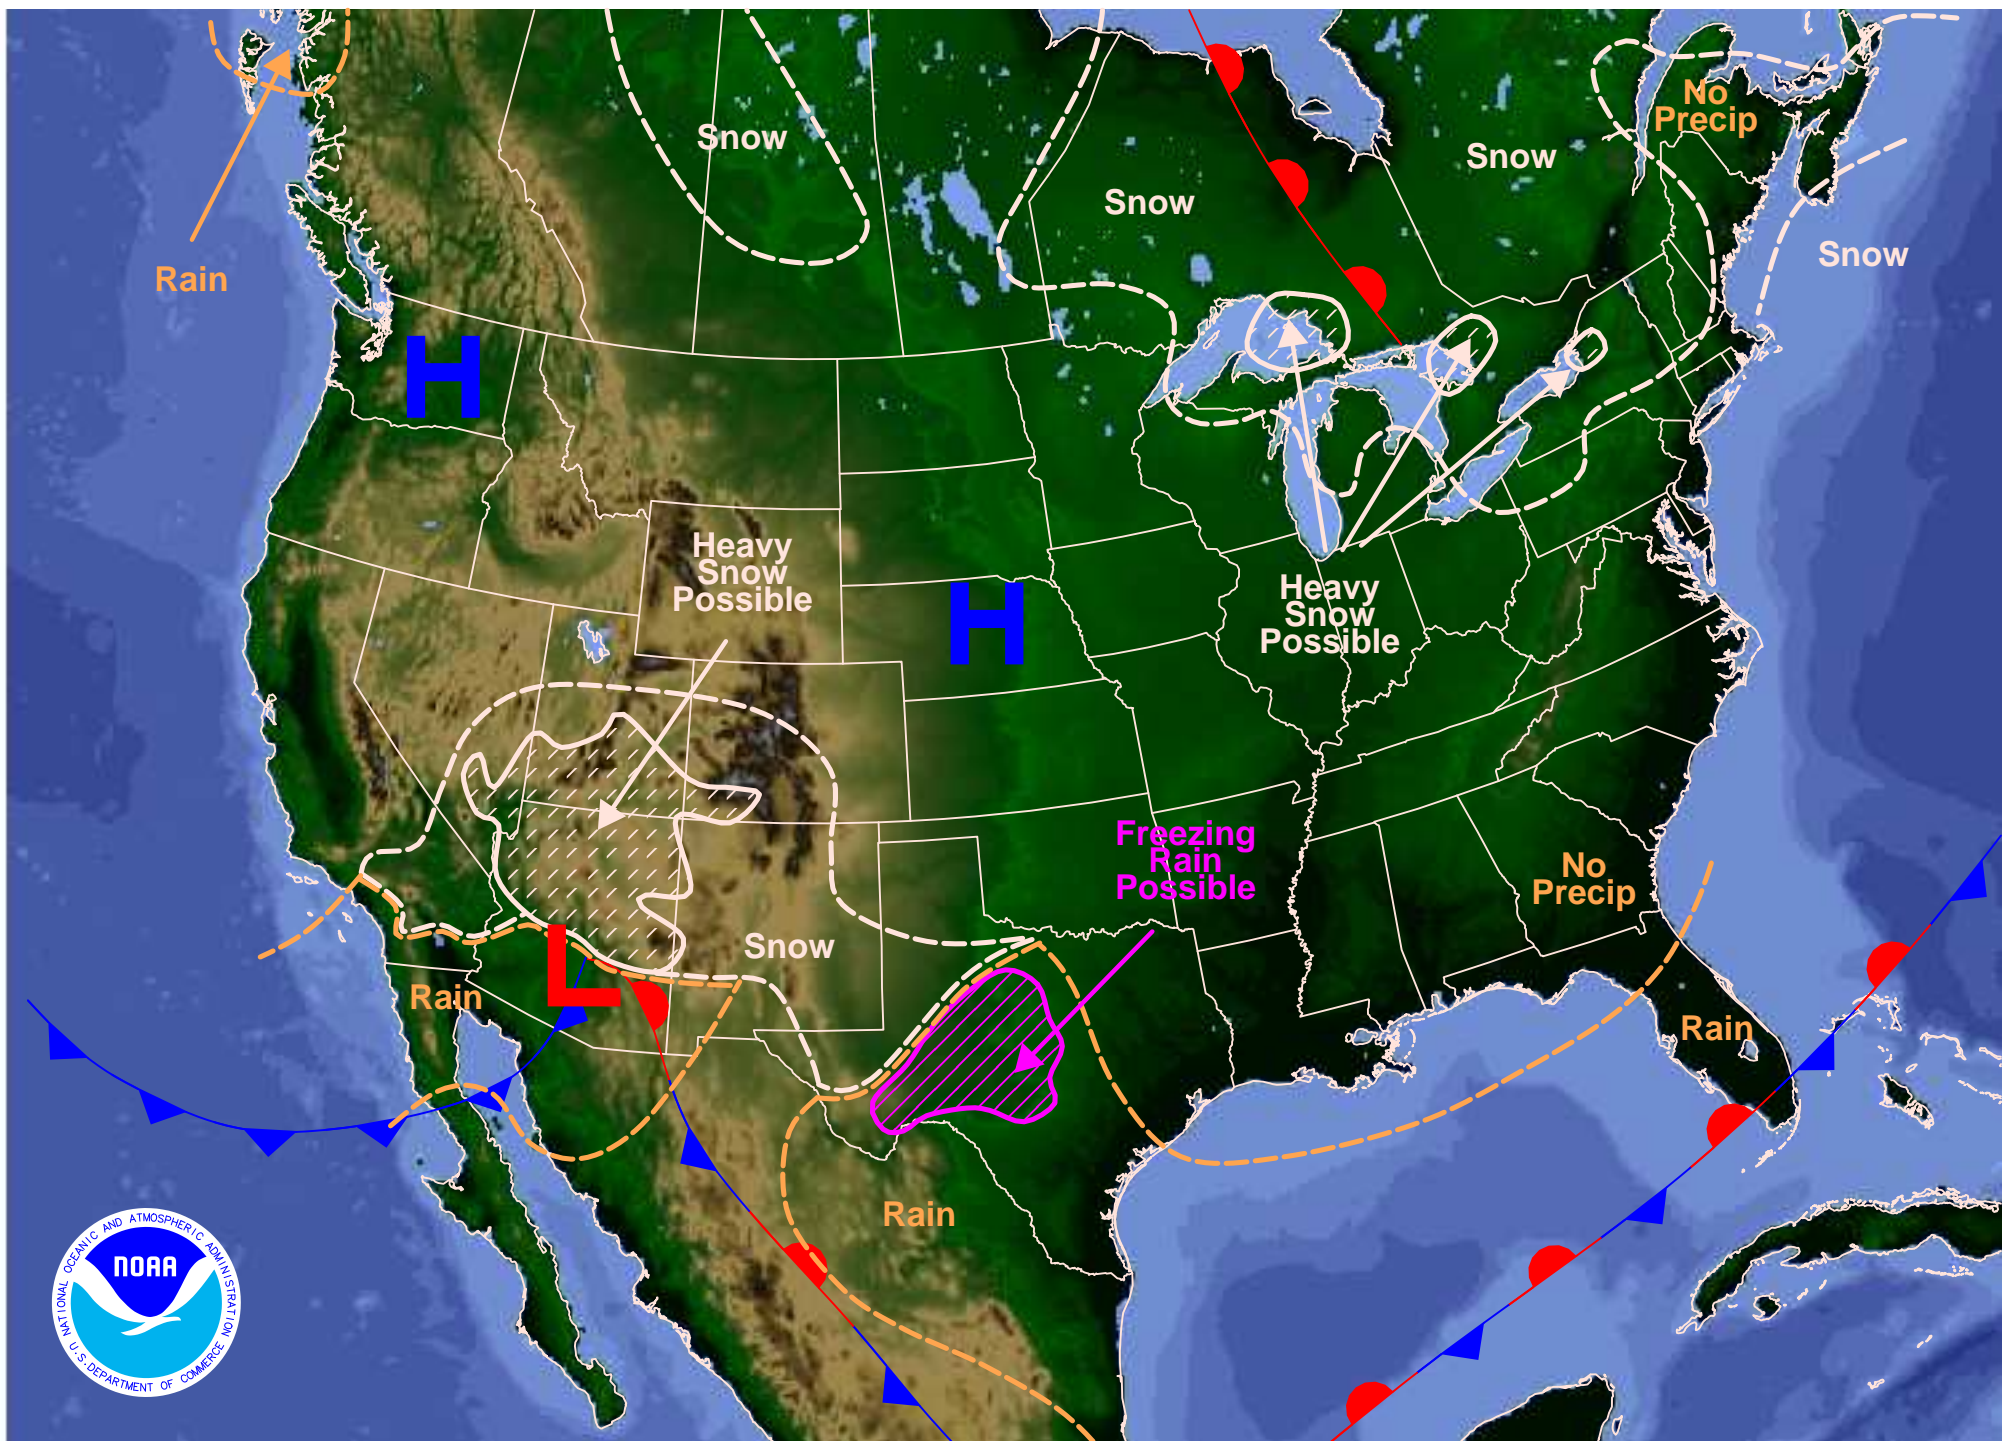 No
Precip
Snow
Snow
Snow
Snow
Rain
H
Heavy
Snow
Possible
H
Heavy
Snow
Possible
Freezing
Rain
Possible
No
Precip
L
Snow
Rain
Rain
Rain
NATIONAL OCEANIC AND ATMOSPHERIC ADMINISTRATION
NOAA
U.S. DEPARTMENT OF COMMERCE